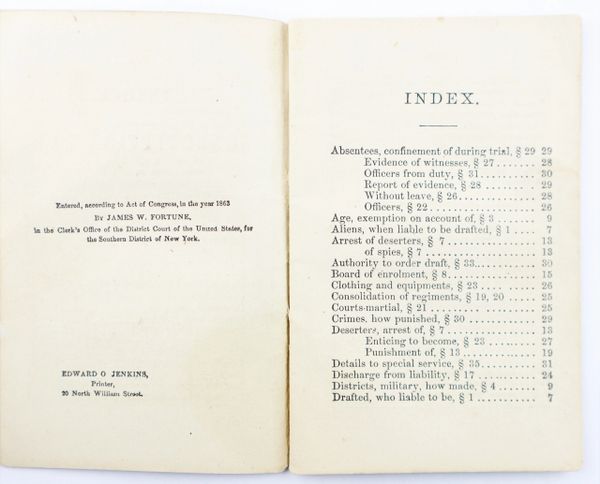 Entered, according to Act of Congress, in the year 1863
BY JAMES W. FORTUNE,
in the Clerk's Office of the District Court of the United States, for
the Southern District of New York.
EDWARD O JENKINS,
Printer,
20 North William Street.
INDEX.
Absentees, confinement of during trial, § 29 29
Evidence of witnesses, § 27 ....... 28
Officers from duty, § 31 .......... 30
Report of evidence, § 28 ....... . 29
Without leave, § 26 ............... 28
Officers, § 22 ..................... 26
Age, exemption on account of, § 3 ......... 9
Aliens, when liable to be drafted, § 1 .... 7
Arrest of deserters, § 7 .................. 13
of spies, § 7 ..................... 13
Authority to order draft, § 33 ............ 30
Board of enrolment, § 8 ................... 15
Clothing and equipments, § 23 ............. 26
Consolidation of regiments, § 19, 20 ..... 25
Courts-martial, § 21 ...................... 25
Crimes, how punished, § 30 ................ 29
Deserters, arrest of, § 7 ................. 13
Enticing to become, § 23 .......... 27
Punishment of, § 13 ............... 19
Details to special service, § 35 .......... 31
Discharge from liability, § 17 ............ 24
Districts, military, how made, § 4 ........ 9
Drafted, who liable to be, § 1 ........... 7